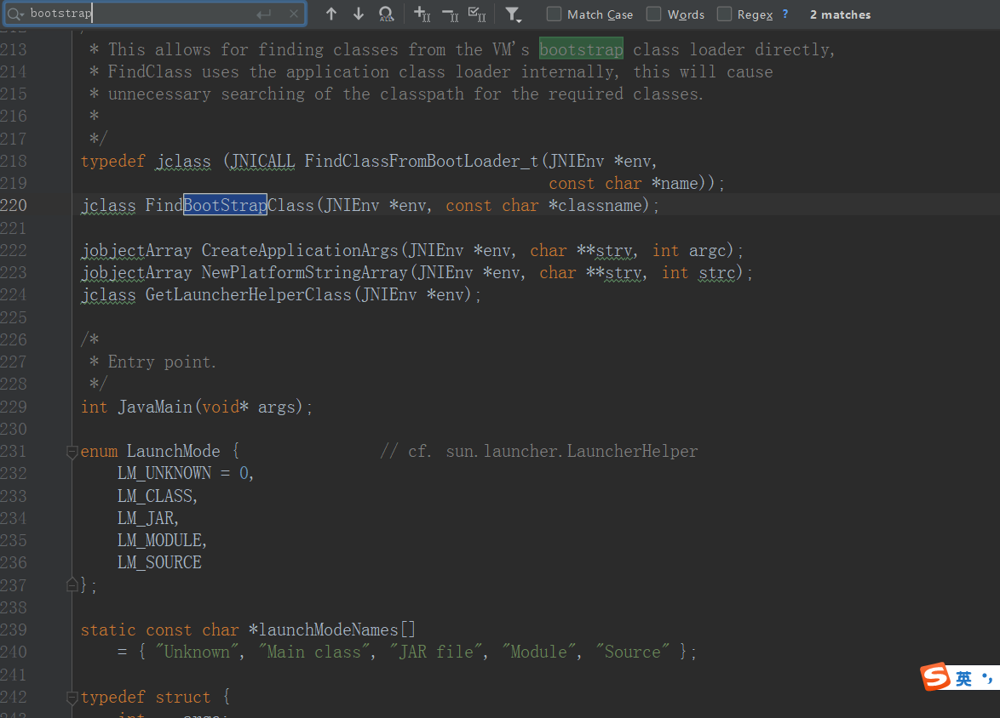 bootstrap
Match Case Words Regex ? 2 matches
212
213 * This allows for finding classes from the VM's bootstrap class loader directly,
214 * FindClass uses the application class loader internally, this will cause
215 * unnecessary searching of the classpath for the required classes.
216 *
217 */
218 typedef jclass (JNICALL FindClassFromBootLoader_t(JNIEnv *env,
219 const char *name));
220 jclass FindBootStrapClass(JNIEnv *env, const char *classname);
221
222 jobjectArray CreateApplicationArgs(JNIEnv *env, char **strv, int argc);
223 jobjectArray NewPlatformStringArray(JNIEnv *env, char **strv, int strc);
224 jclass GetLauncherHelperClass(JNIEnv *env);
225
226 /*
227 * Entry point.
228 */
229 int JavaMain(void* args);
230
231 enum LaunchMode { // cf. sun.launcher.LauncherHelper
232 LM_UNKNOWN = 0,
233 LM_CLASS,
234 LM_JAR,
235 LM_MODULE,
236 LM_SOURCE
237 };
238
239 static const char *launchModeNames[]
240 = { "Unknown", "Main class", "JAR file", "Module", "Source" };
241
242 typedef struct {
243 int argc;
英